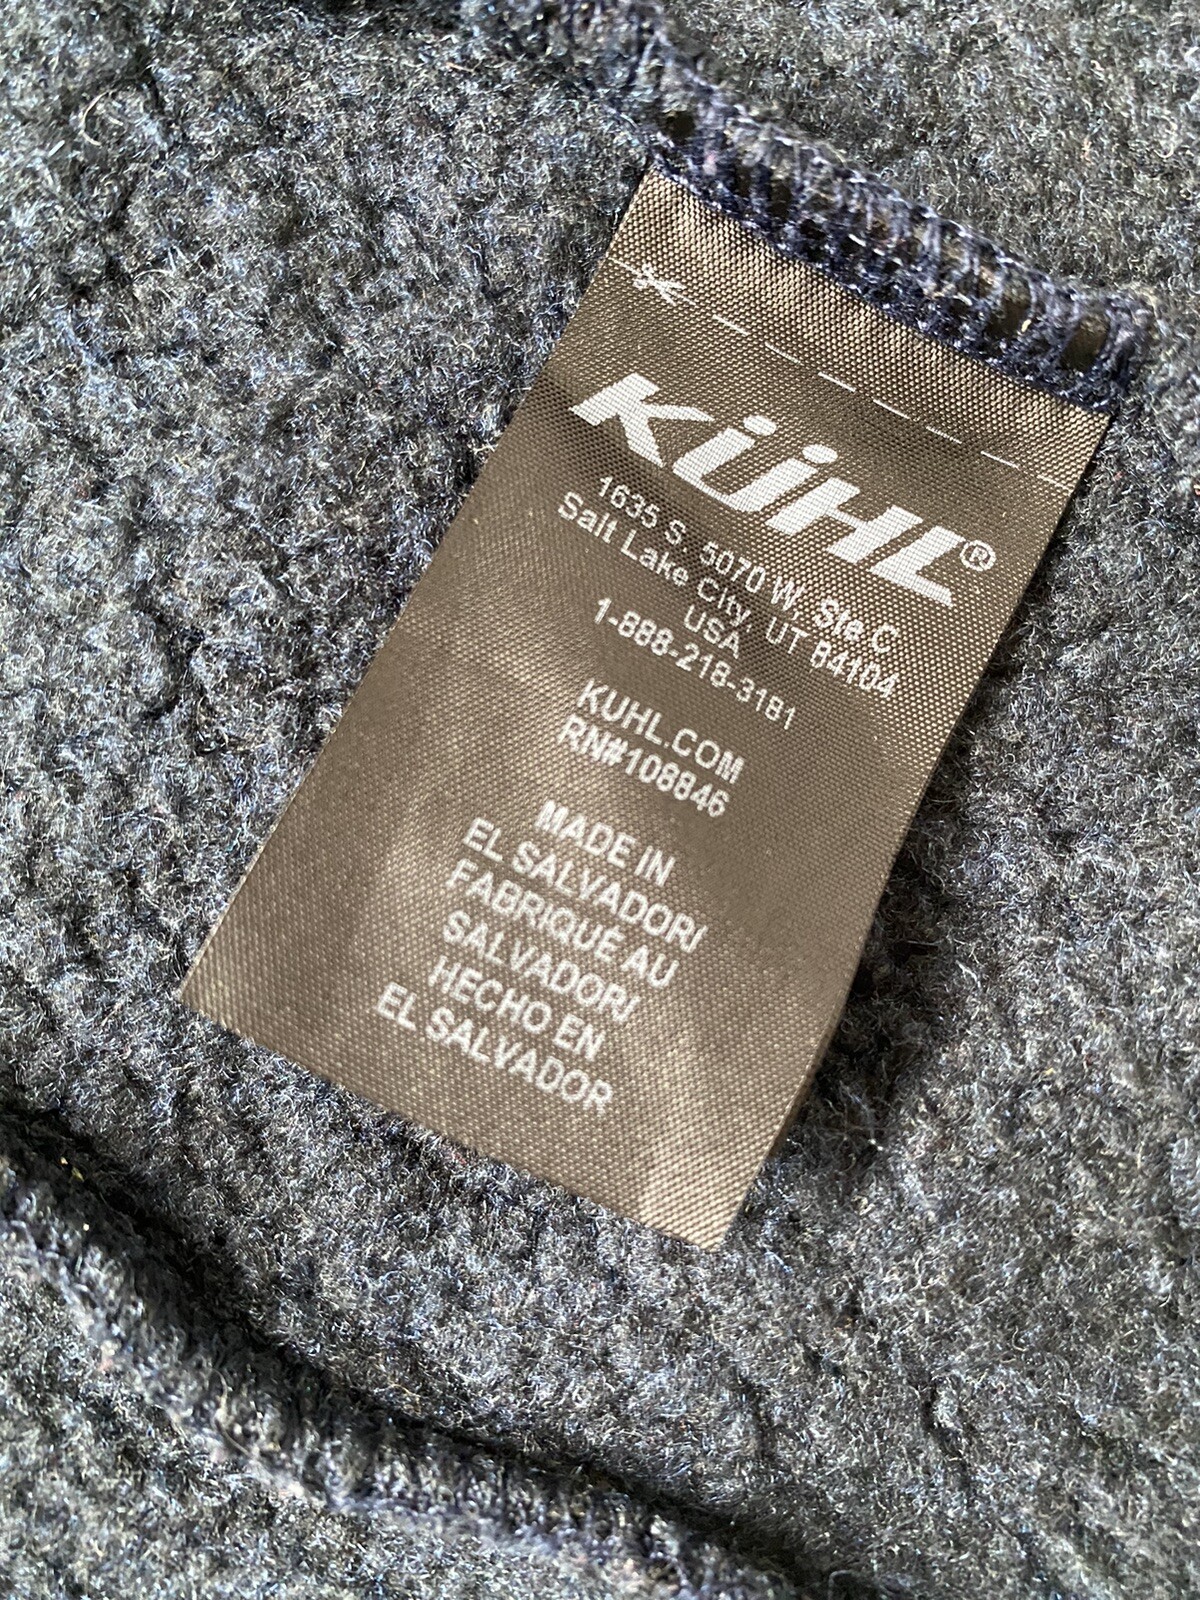 KÜHL®
1635 S. 5070 W. Ste C
Salt Lake City, UT 84104
USA
1-888-218-3181
KUHL.COM
RN#108846
MADE IN
EL SALVADOR/
FABRIQUÉ AU
SALVADOR/
HECHO EN
EL SALVADOR